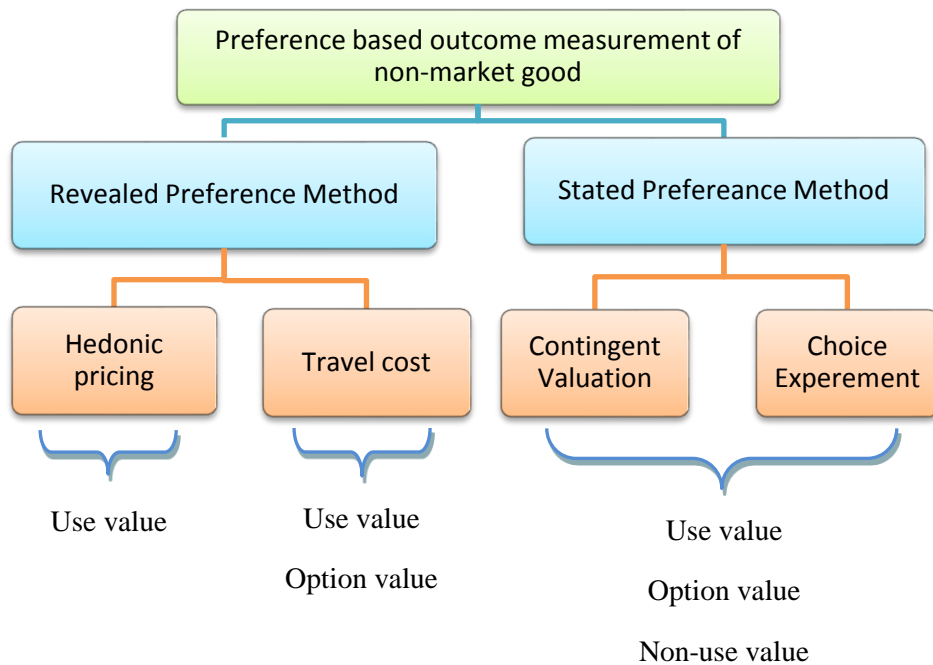 Preference based outcome measurement of
non-market good
Revealed Preference Method
Stated Prefereance Method
Hedonic
pricing
Travel cost
Contingent
Valuation
Choice
Experement
Use value
Use value
Option value
Use value
Option value
Non-use value